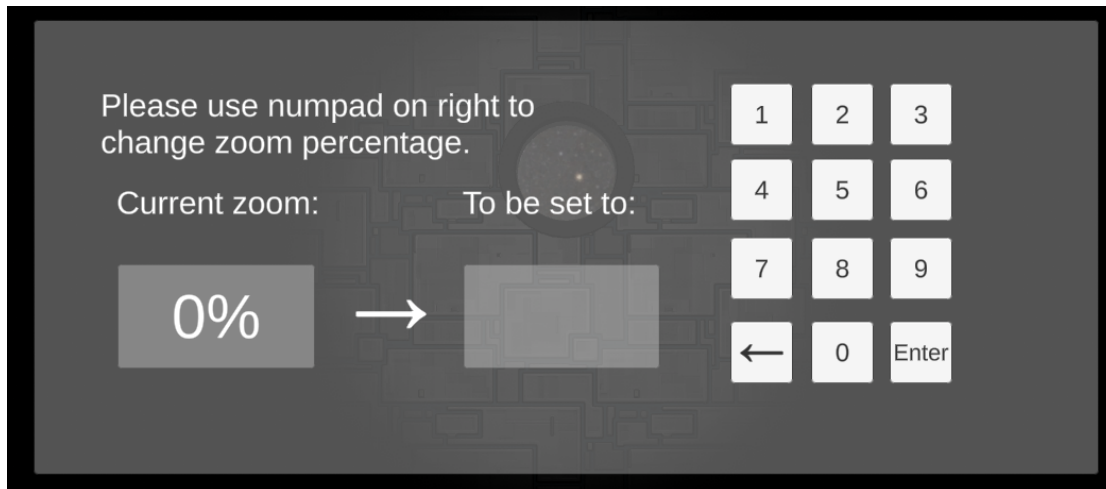 Please use numpad on right to
change zoom percentage.
Current zoom: To be set to:
0% →
1 2 3
4 5 6
7 8 9
← 0 Enter